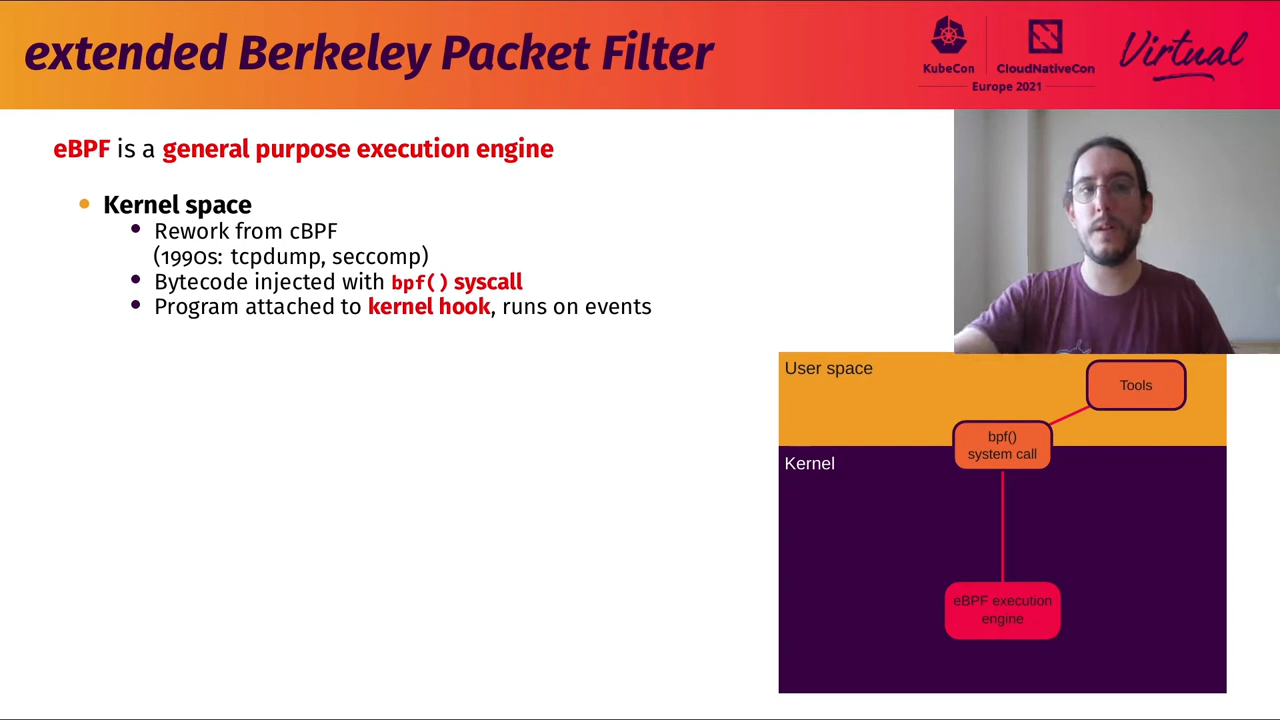 extended Berkeley Packet Filter
KubeCon
CloudNativeCon
Europe 2021
Virtual
eBPF is a general purpose execution engine
Kernel space
Rework from cBPF
(1990s: tcpdump, seccomp)
Bytecode injected with bpf() syscall
Program attached to kernel hook, runs on events
User space
Tools
bpf()
system call
Kernel
eBPF execution
engine